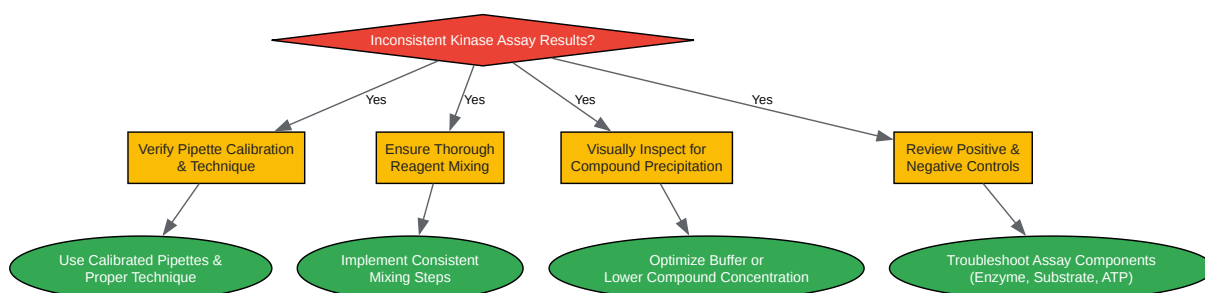 Inconsistent Kinase Assay Results?
Yes
Yes
Yes
Yes
Verify Pipette Calibration
& Technique
Ensure Thorough
Reagent Mixing
Visually Inspect for
Compound Precipitation
Review Positive &
Negative Controls
Use Calibrated Pipettes &
Proper Technique
Implement Consistent
Mixing Steps
Optimize Buffer or
Lower Compound Concentration
Troubleshoot Assay Components
(Enzyme, Substrate, ATP)